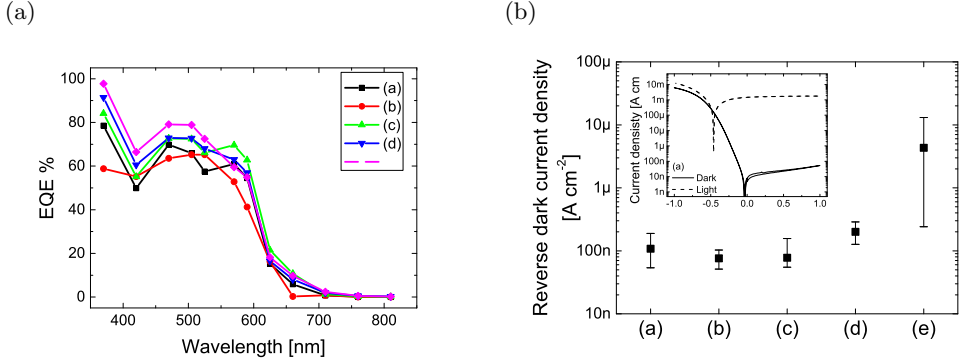 (a)
(b)
EQE %
100
80
60
40
20
0
400
500
600
700
800
Wavelength [nm]
(a)
(b)
(c)
(d)
Reverse dark current density
[A cm-2]
100µ
10µ
1µ
100n
10n
(a)
(b)
(c)
(d)
(e)
Current density [A cm
10m
1m
100µ
10µ
1µ
100n
10n
1n
(a)
Dark
Light
-1.0
-0.5
0.0
0.5
1.0